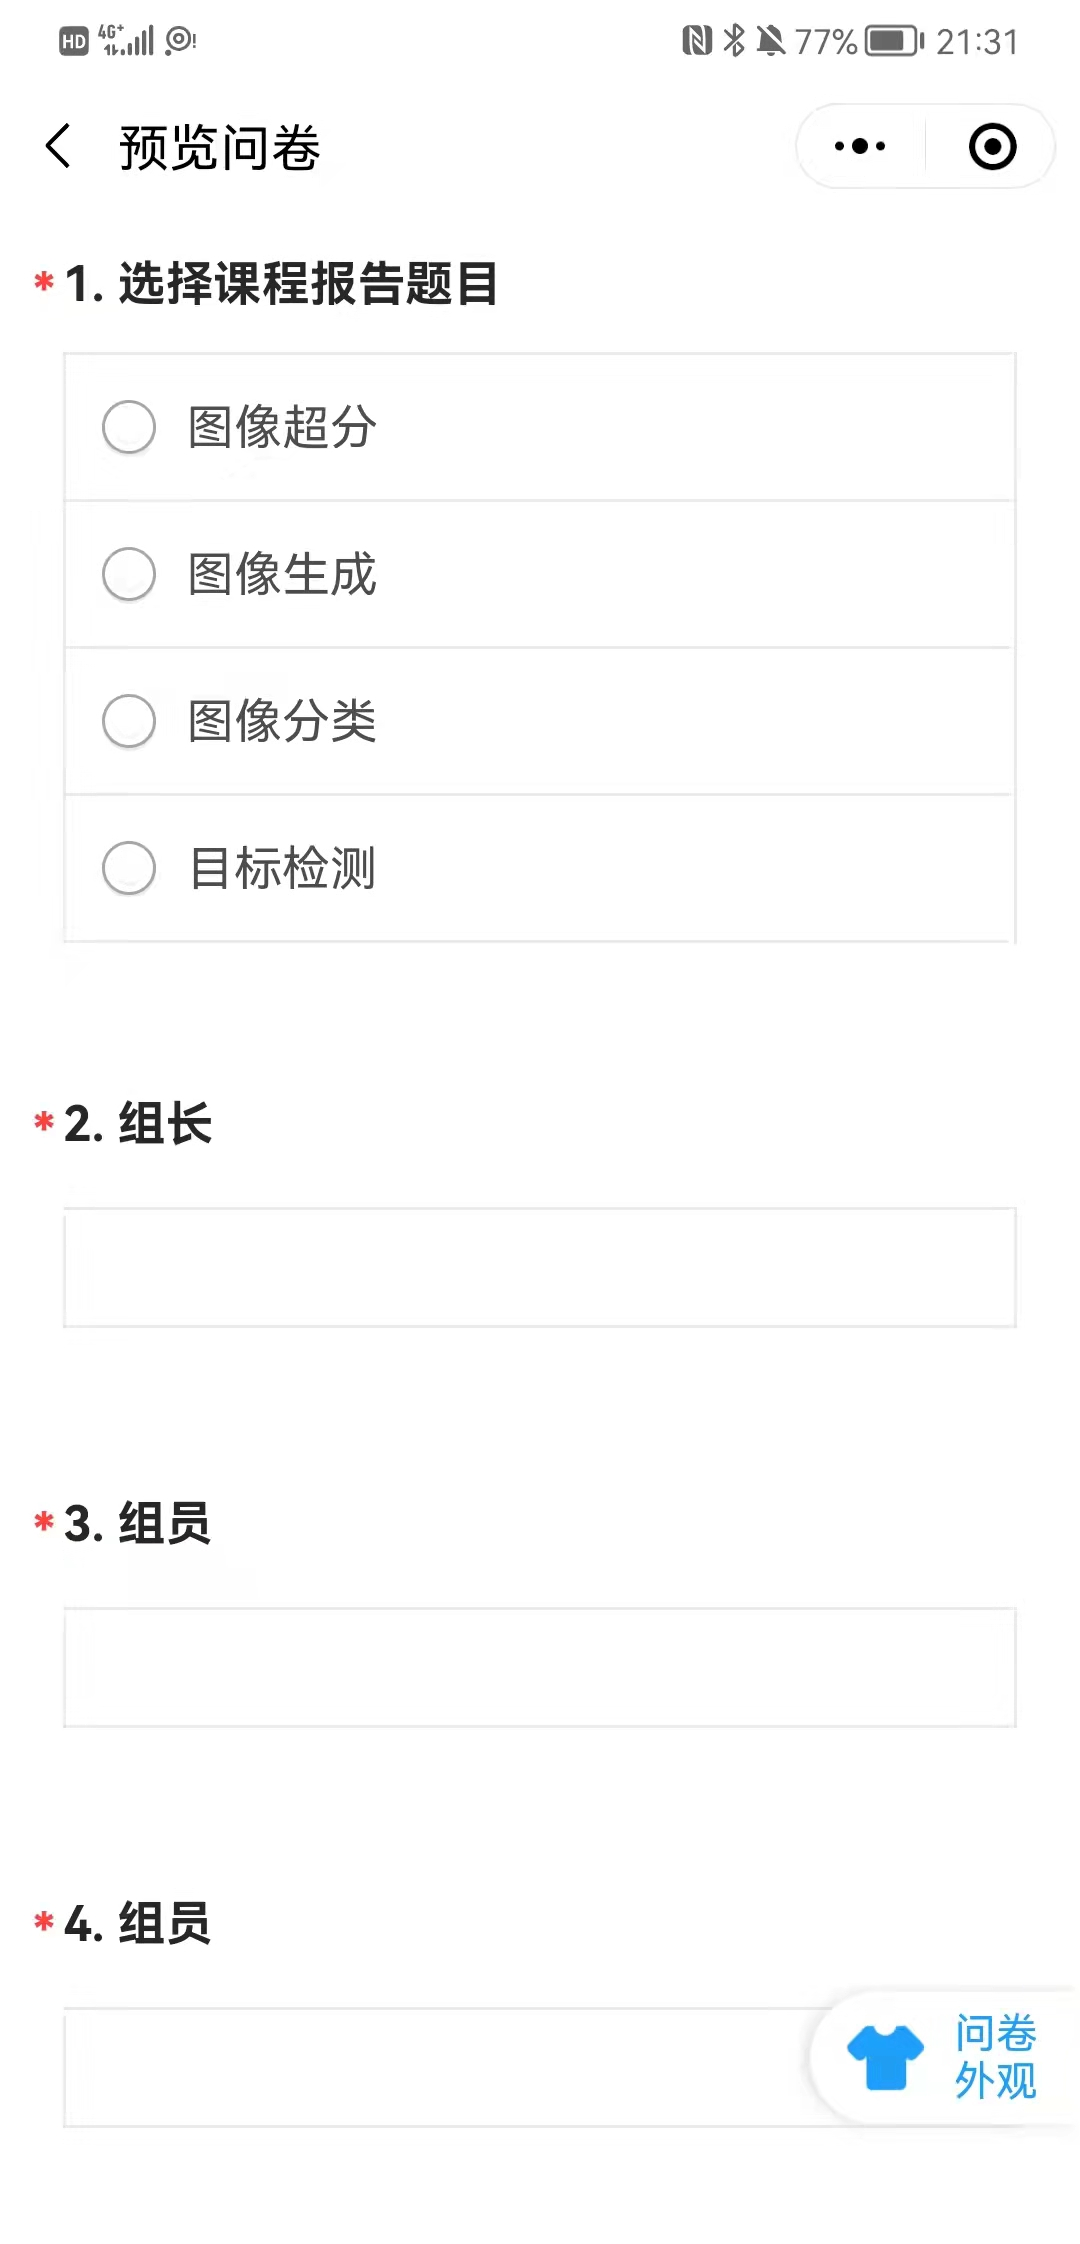 HD 4G+ 77% 21:31
预览问卷
*1. 选择课程报告题目
图像超分
图像生成
图像分类
目标检测
*2. 组长
*3. 组员
*4. 组员
问卷
外观